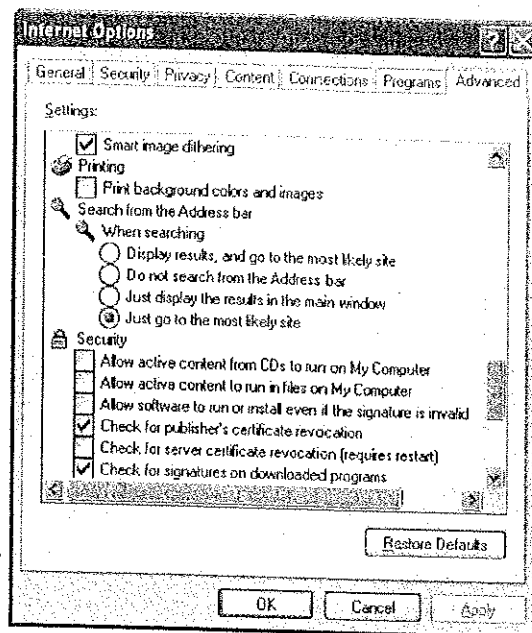 Internet Options
General Security Privacy Content Connections Programs Advanced
Settings:
Smart image dithering
Printing
Print background colors and images
Search from the Address bar
When searching
Display results, and go to the most likely site
Do not search from the Address bar
Just display the results in the main window
Just go to the most likely site
Security
Allow active content from CDs to run on My Computer
Allow active content to run in files on My Computer
Allow software to run or install even if the signature is invalid
Check for publisher's certificate revocation
Check for server certificate revocation (requires restart)
Check for signatures on downloaded programs
Restore Defaults
OK Cancel Apply